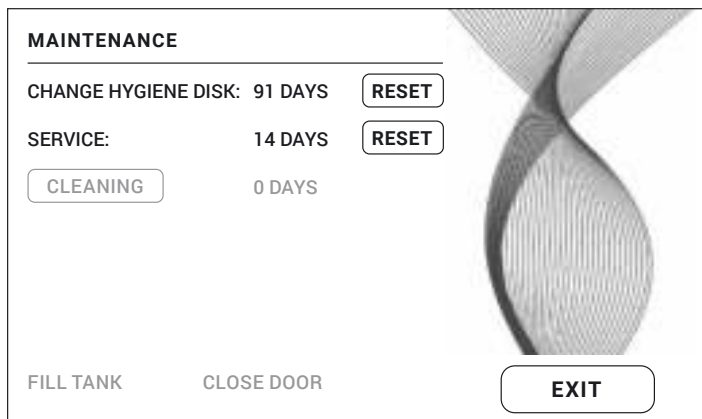 MAINTENANCE
CHANGE HYGIENE DISK: 91 DAYS RESET
SERVICE: 14 DAYS RESET
CLEANING 0 DAYS
FILL TANK CLOSE DOOR EXIT